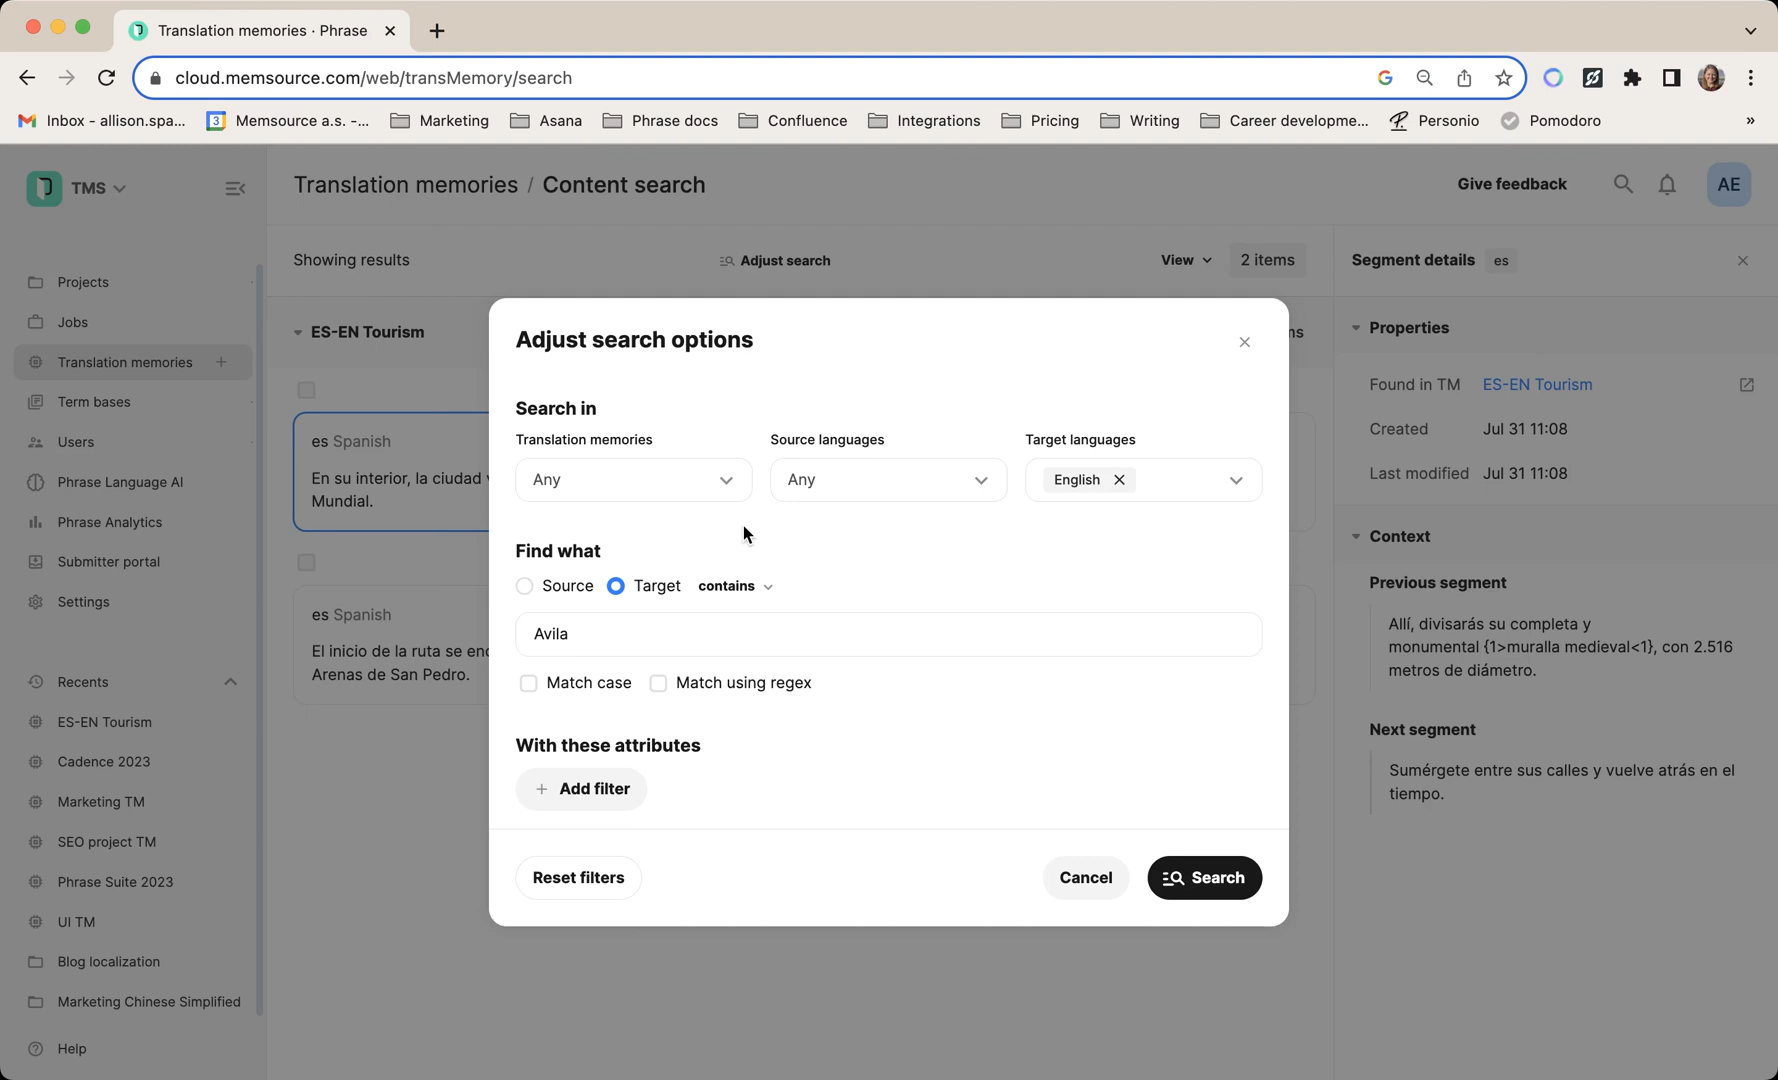 Translation memories · Phrase
cloud.memsource.com/web/transMemory/search
Inbox - allison.spa...
3
Memsource a.s. -...
Marketing
Asana
Phrase docs
Confluence
Integrations
Pricing
Writing
Career developme...
Personio
Pomodoro
»
TMS
Projects
Jobs
Translation memories
Term bases
Users
Phrase Language AI
Phrase Analytics
Submitter portal
Settings
Recents
ES-EN Tourism
Cadence 2023
Marketing TM
SEO project TM
Phrase Suite 2023
UI TM
Blog localization
Marketing Chinese Simplified
Help
Translation memories / Content search
Give feedback
AE
Showing results
Adjust search
View
2 items
ES-EN Tourism
es Spanish
En su interior, la ciudad
Mundial.
es Spanish
El inicio de la ruta se
Arenas de San Pedro.
Adjust search options
Search in
Translation memories
Any
Source languages
Any
Target languages
English
Find what
Source
Target
contains
Avila
Match case
Match using regex
With these attributes
+ Add filter
Reset filters
Cancel
Search
Segment details es
Properties
Found in TM ES-EN Tourism
Created Jul 31 11:08
Last modified Jul 31 11:08
Context
Previous segment
Allí, divisarás su completa y
monumental {1>muralla medieval<1}, con 2.516
metros de diámetro.
Next segment
Sumérgete entre sus calles y vuelve atrás en el
tiempo.